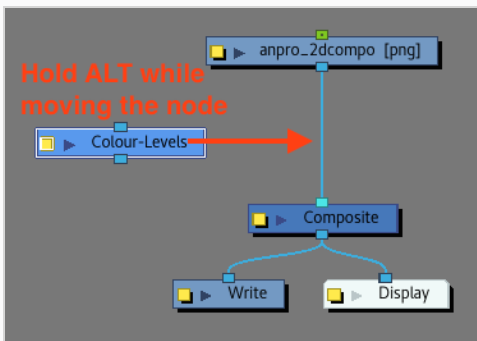 anpro_2dcompo [png]
Hold ALT while
moving the node
Colour-Levels
Composite
Write
Display